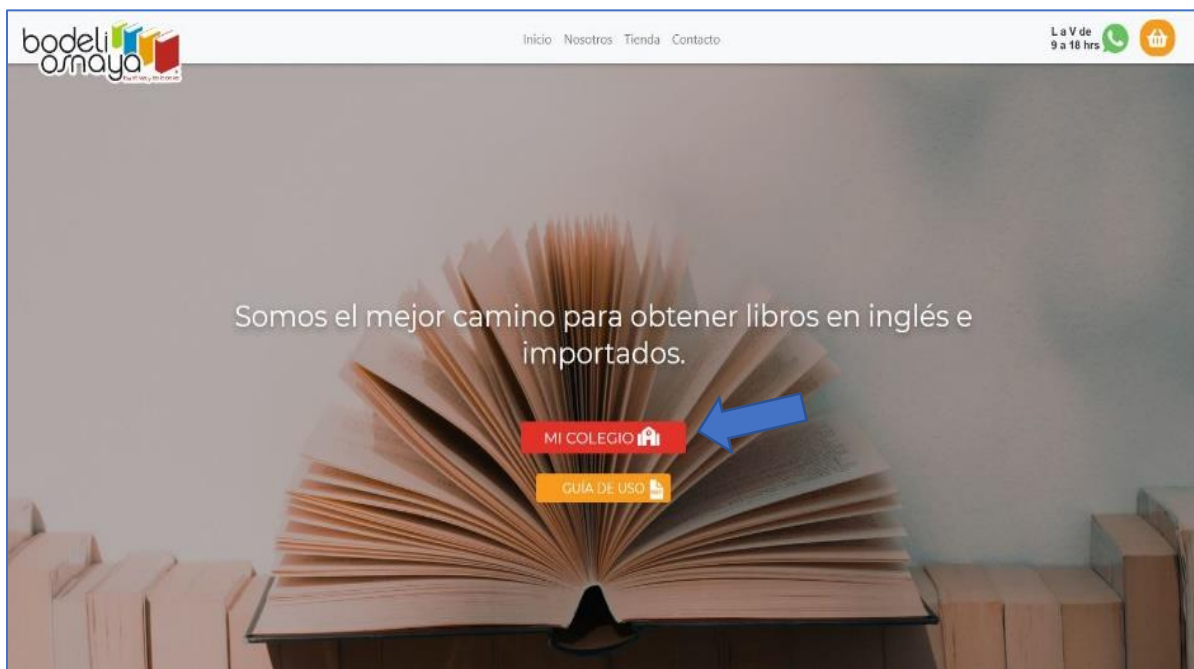 bodeli
osnaya
Inicio Nosotros Tienda Contacto
L a V de
9 a 18 hrs
Somos el mejor camino para obtener libros en inglés e
importados.
MI COLEGIO
GUÍA DE USO